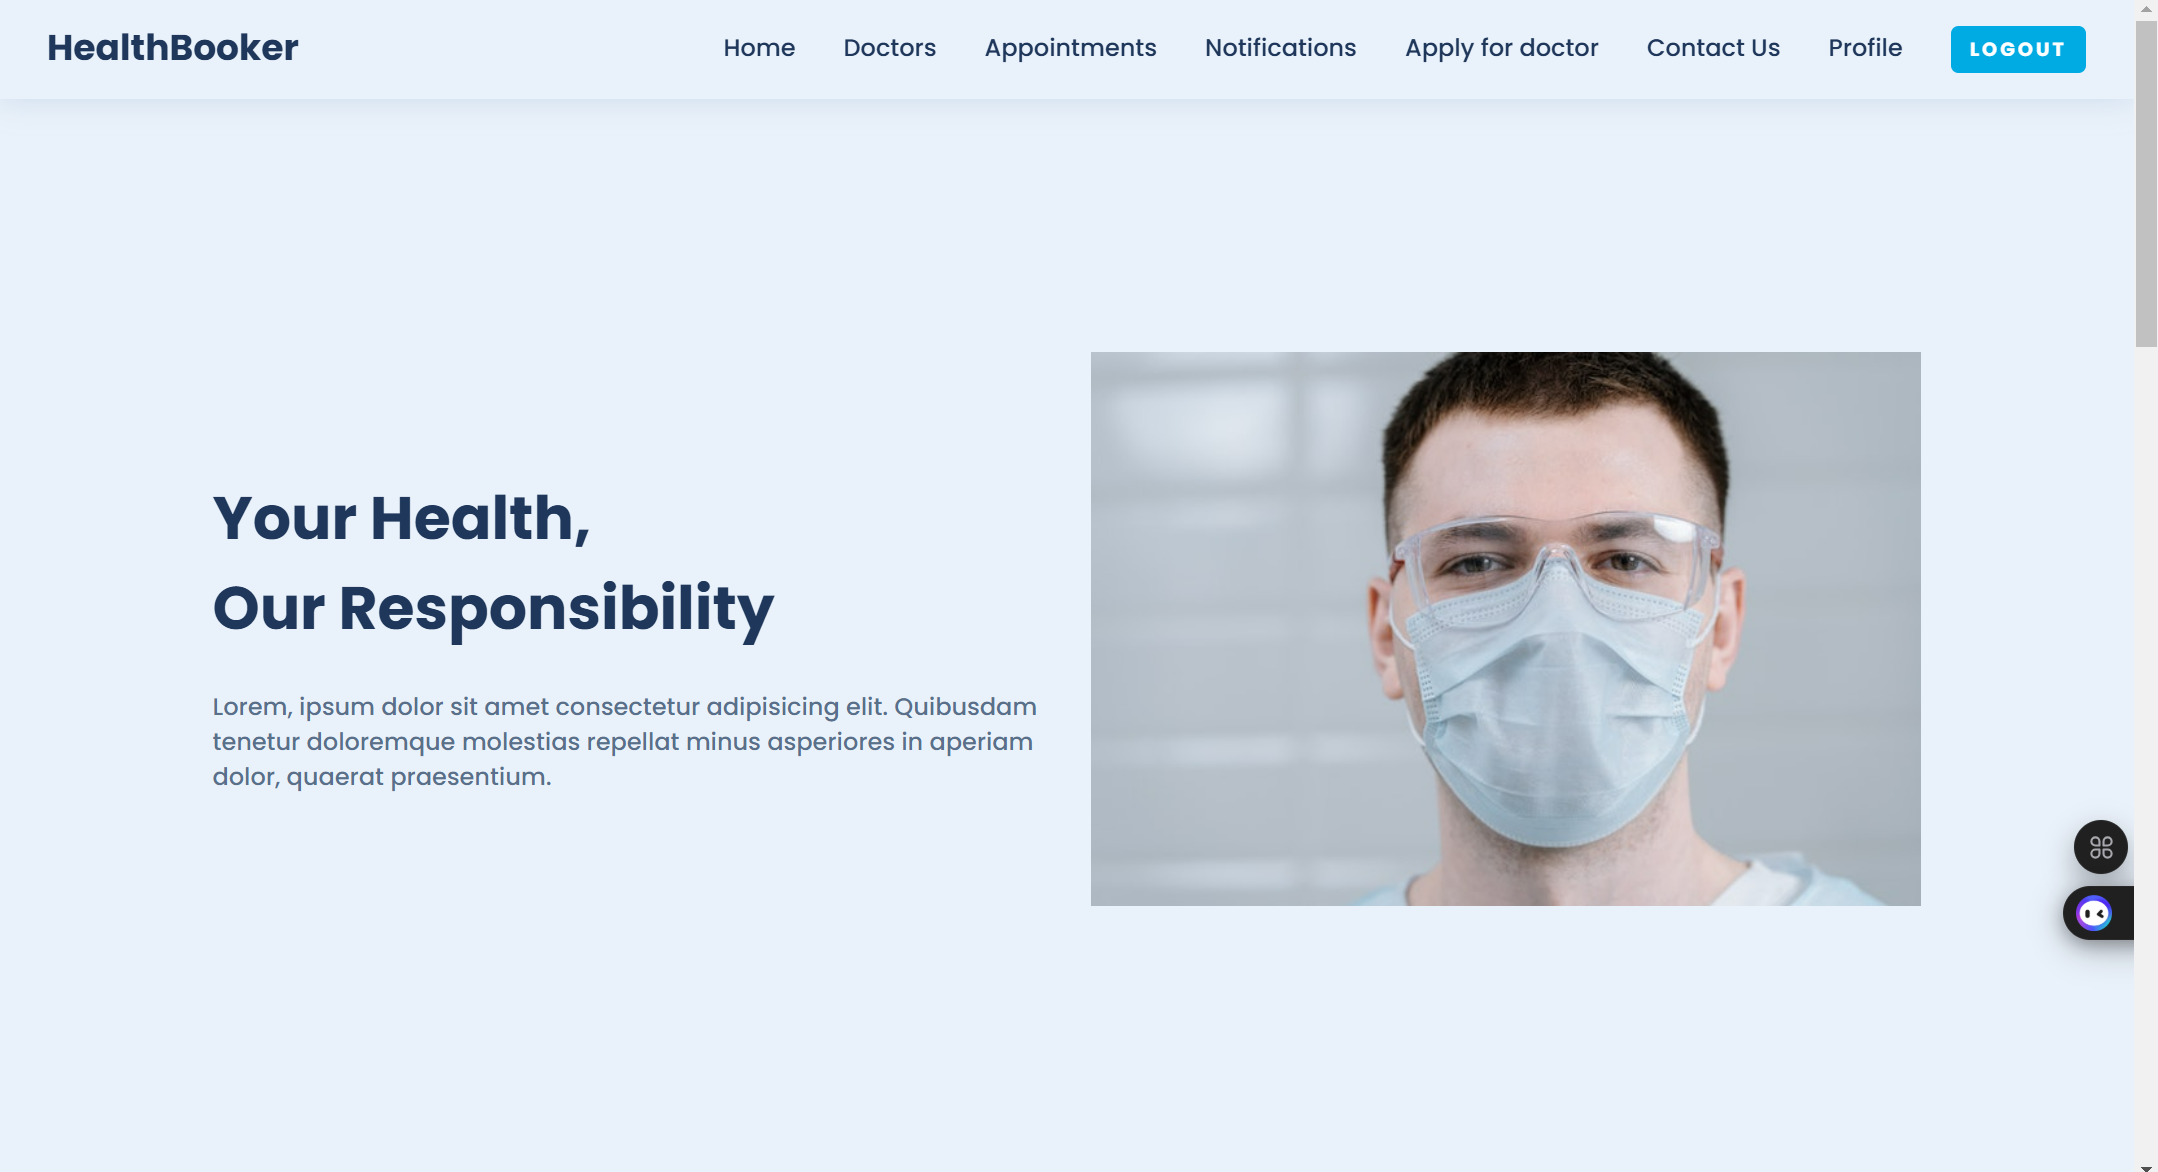 HealthBooker
Home Doctors Appointments Notifications Apply for doctor Contact Us Profile LOGOUT
Your Health,
Our Responsibility
Lorem, ipsum dolor sit amet consectetur adipisicing elit. Quibusdam
tenetur doloremque molestias repellat minus asperiores in aperiam
dolor, quaerat praesentium.